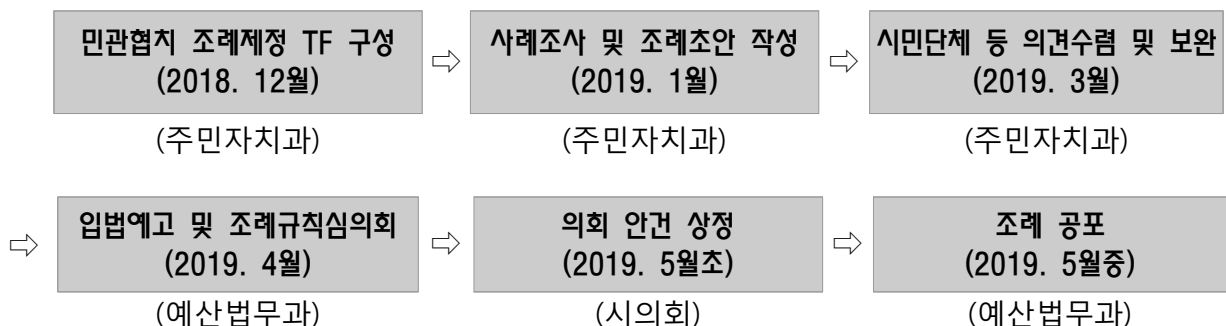 민관협치 조례제정 TF 구성
(2018. 12월)
(주민자치과)
⇨
사례조사 및 조례초안 작성
(2019. 1월)
(주민자치과)
⇨
시민단체 등 의견수렴 및 보완
(2019. 3월)
(주민자치과)
⇨
입법예고 및 조례규칙심의회
(2019. 4월)
(예산법무과)
⇨
의회 안건 상정
(2019. 5월초)
(시의회)
⇨
조례 공포
(2019. 5월중)
(예산법무과)